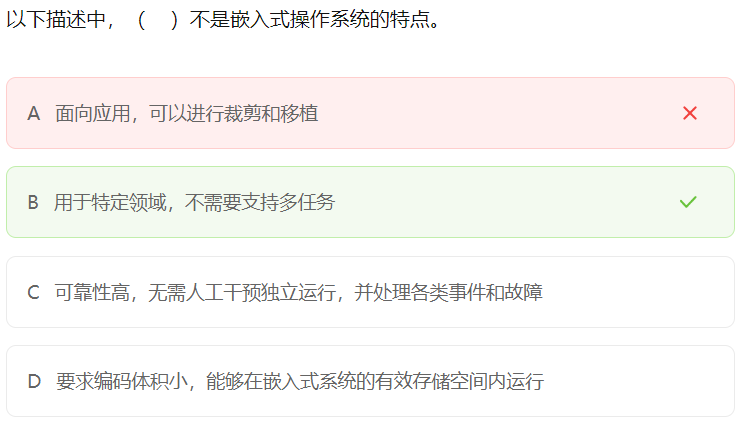 以下描述中，（　）不是嵌入式操作系统的特点。
A 面向应用，可以进行裁剪和移植
B 用于特定领域，不需要支持多任务
C 可靠性高，无需人工干预独立运行，并处理各类事件和故障
D 要求编码体积小，能够在嵌入式系统的有效存储空间内运行